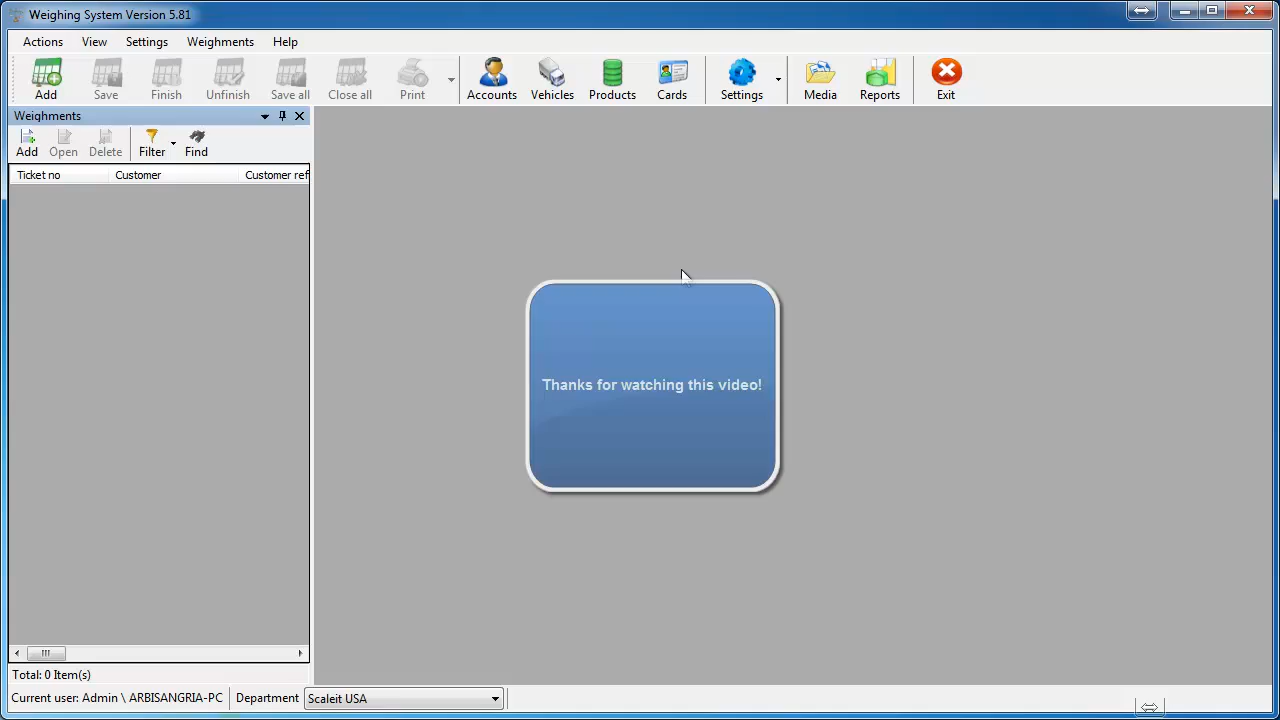 Weighing System Version 5.81
Actions View Settings Weighments Help
Add Save Finish Unfinish Save all Close all Print Accounts Vehicles Products Cards Settings Media Reports Exit
Weighments
Add Open Delete Filter Find
Ticket no Customer Customer ref
Thanks for watching this video!
Total: 0 Item(s)
Current user: Admin \ ARBISANGRIA-PC Department Scaleit USA